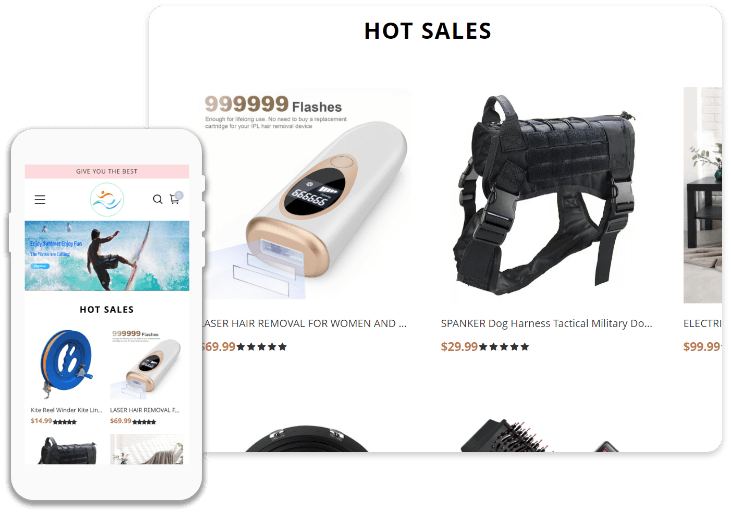 HOT SALES
999999 Flashes
Enough for lifelong use. No need to buy a replacement
cartridge for your IPL hair removal device
999999
LASER HAIR REMOVAL FOR WOMEN AND ...
$69.99
SPANKER Dog Harness Tactical Military Do...
$29.99
ELECTRI
$99.99
GIVE YOU THE BEST
Enjoy Summer Enjoy Fun
The Waves Are Calling
HOT SALES
999999 Flashes
Kite Reel Winder Kite Lin...
$14.99
LASER HAIR REMOVAL F...
$69.99